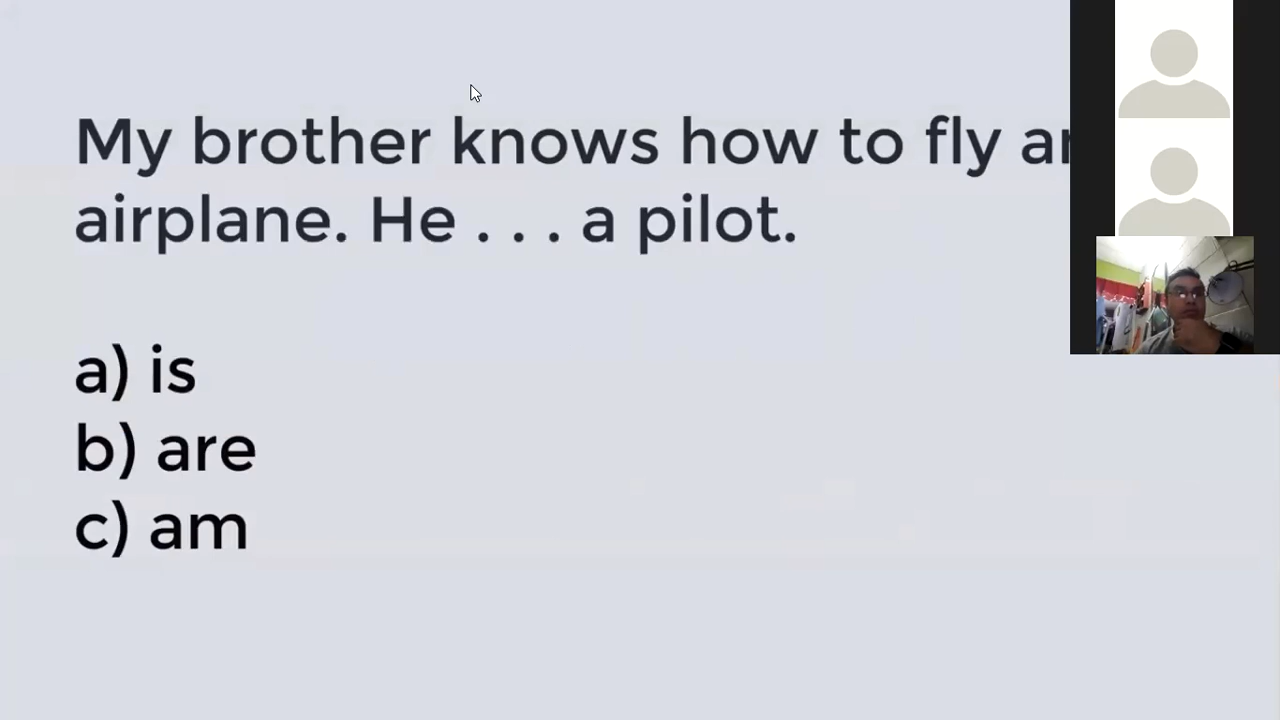 My brother knows how to fly
airplane. He . . . a pilot.
a) is
b) are
c) am